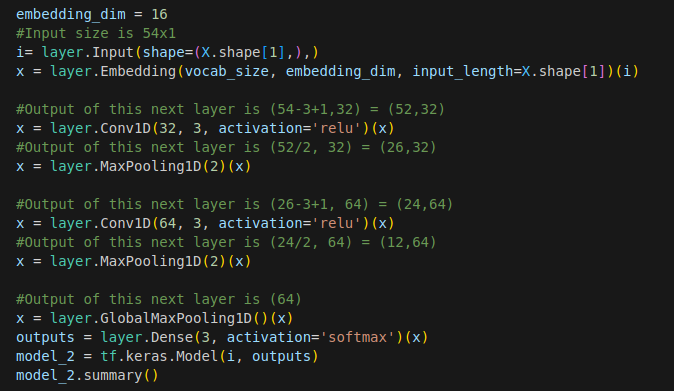 embedding_dim = 16
#Input size is 54x1
i= layer.Input(shape=(X.shape[1],),)
x = layer.Embedding(vocab_size, embedding_dim, input_length=X.shape[1])(i)
#Output of this next layer is (54-3+1,32) = (52,32)
x = layer.Conv1D(32, 3, activation='relu')(x)
#Output of this next layer is (52/2, 32) = (26,32)
x = layer.MaxPooling1D(2)(x)
#Output of this next layer is (26-3+1, 64) = (24,64)
x = layer.Conv1D(64, 3, activation='relu')(x)
#Output of this next layer is (24/2, 64) = (12,64)
x = layer.MaxPooling1D(2)(x)
#Output of this next layer is (64)
x = layer.GlobalMaxPooling1D()(x)
outputs = layer.Dense(3, activation='softmax')(x)
model_2 = tf.keras.Model(i, outputs)
model_2.summary()